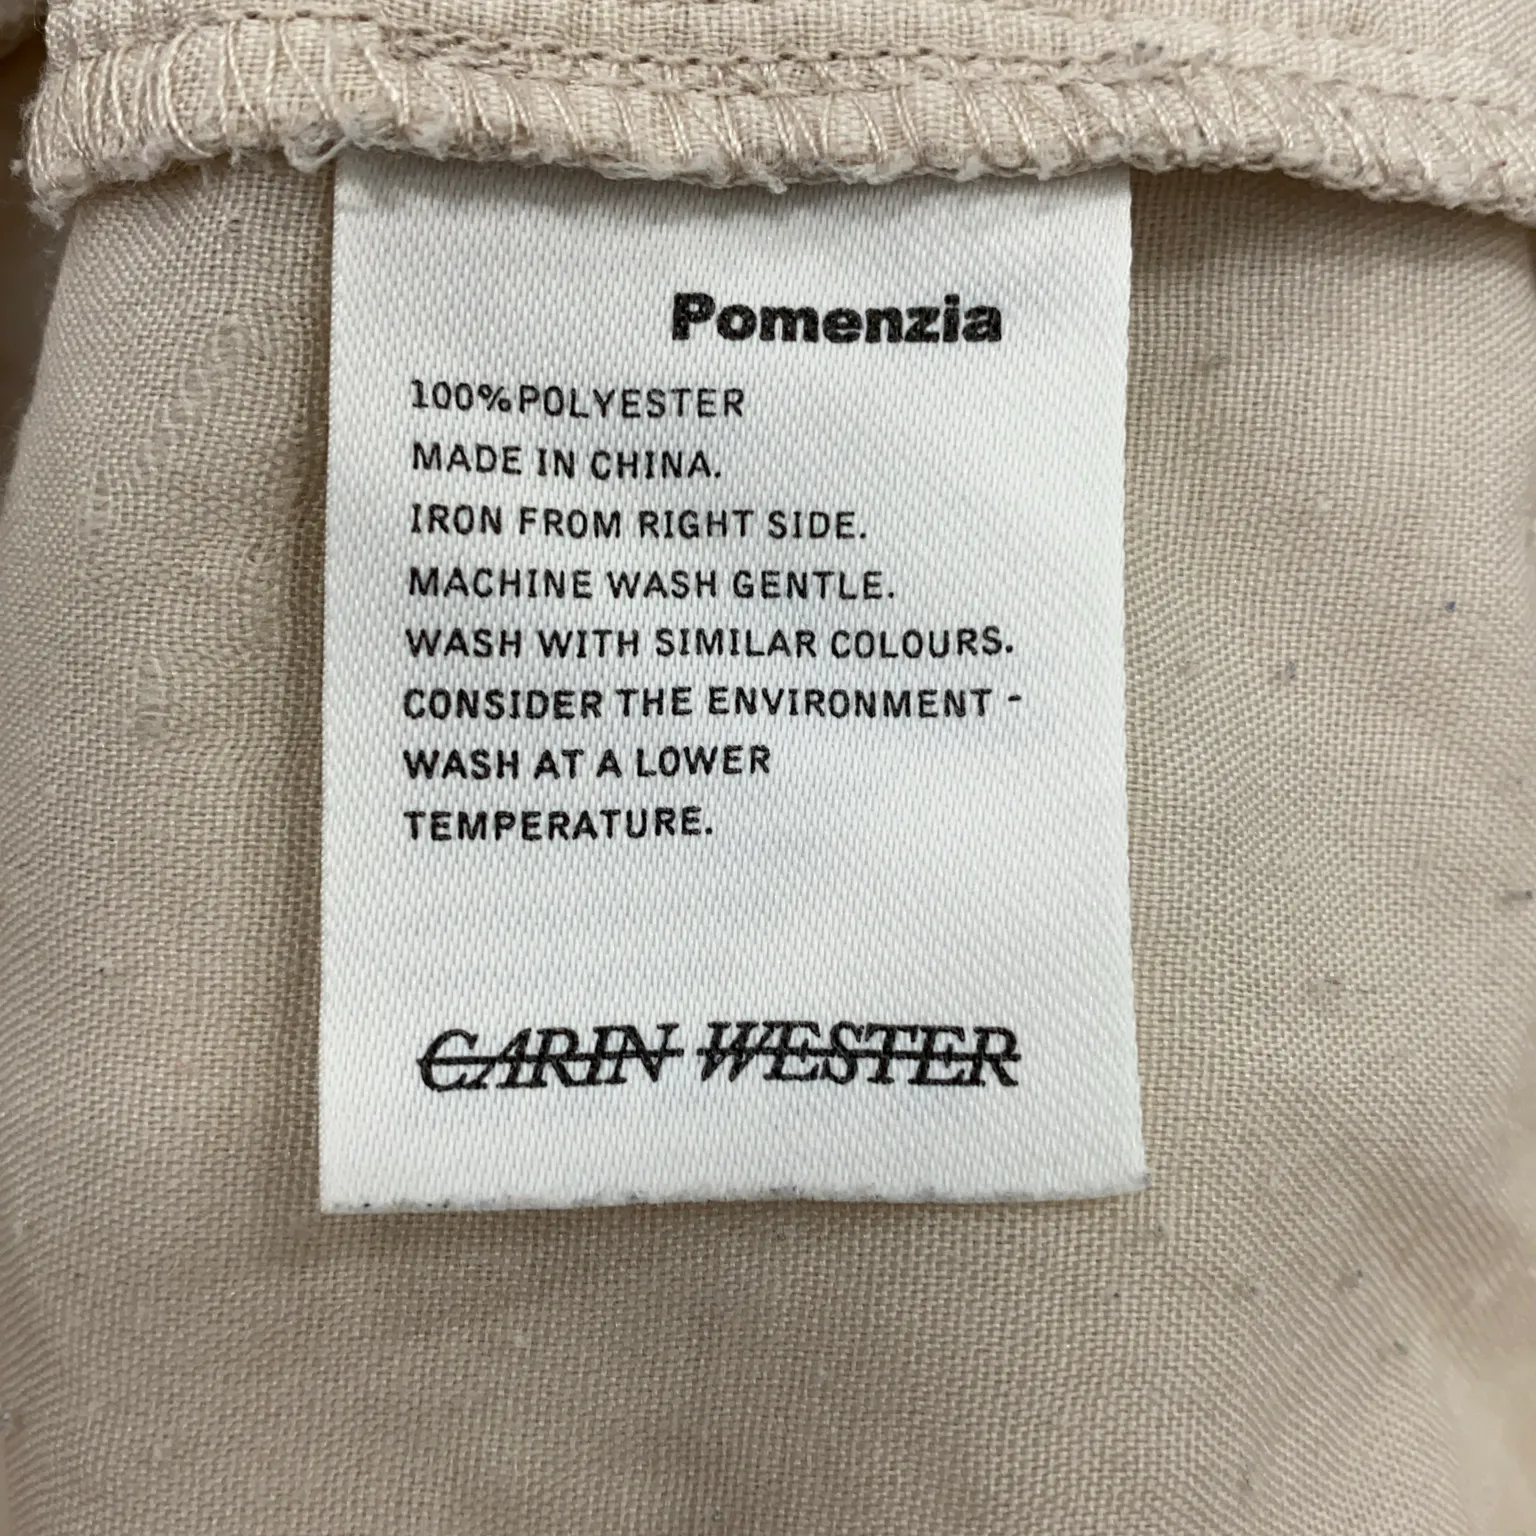 Pomenzia
100%POLYESTER
MADE IN CHINA.
IRON FROM RIGHT SIDE.
MACHINE WASH GENTLE.
WASH WITH SIMILAR COLOURS.
CONSIDER THE ENVIRONMENT -
WASH AT A LOWER
TEMPERATURE.
CARIN WESTER